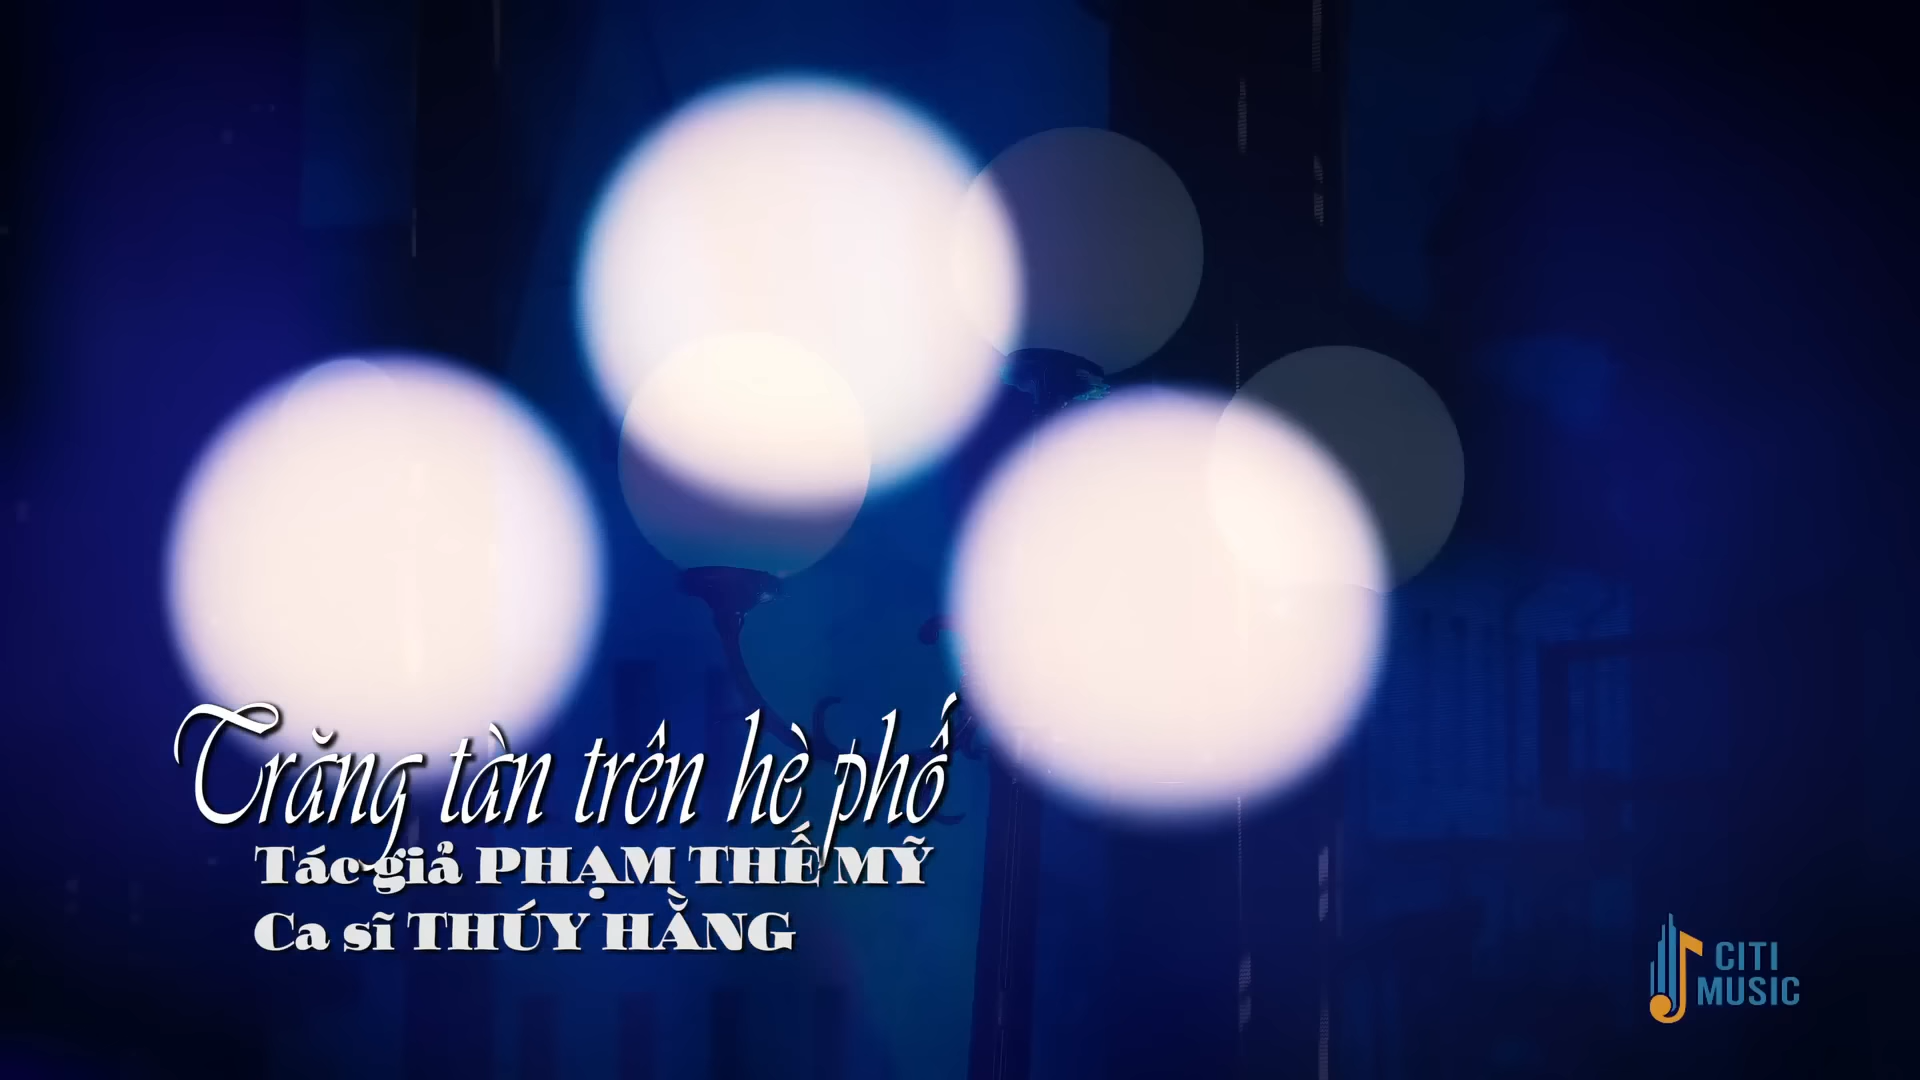 Trăng tàn trên hè phố
Tác giả PHẠM THẾ MỸ
Ca sĩ THÚY HẰNG
CITI
MUSIC